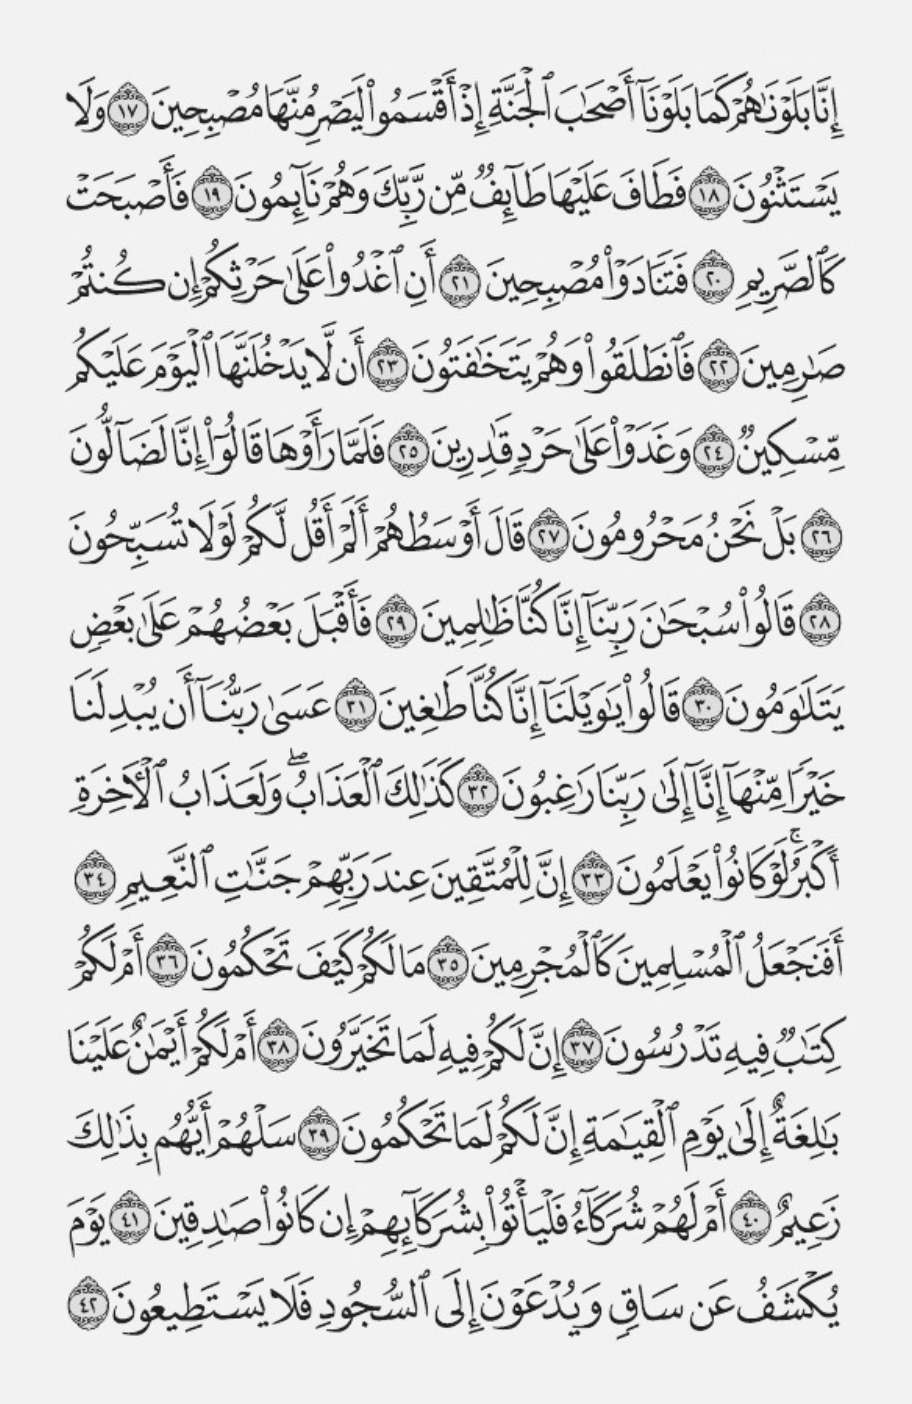 إِنَّا بَلَوْنَٰهُمْ كَمَا بَلَوْنَآ أَصْحَٰبَ ٱلْجَنَّةِ إِذْ أَقْسَمُوا۟ لَيَصْرِمُنَّهَا مُصْبِحِينَ ١٧ وَلَا
يَسْتَثْنُونَ ١٨ فَطَافَ عَلَيْهَا طَآئِفٌ مِّن رَّبِّكَ وَهُمْ نَآئِمُونَ ١٩ فَأَصْبَحَتْ
كَٱلصَّرِيمِ ٢٠ فَتَنَادَوْا۟ مُصْبِحِينَ ٢١ أَنِ ٱغْدُوا۟ عَلَىٰ حَرْثِكُمْ إِن كُنتُمْ
صَٰرِمِينَ ٢٢ فَٱنطَلَقُوا۟ وَهُمْ يَتَخَٰفَتُونَ ٢٣ أَن لَّا يَدْخُلَنَّهَا ٱلْيَوْمَ عَلَيْكُم
مِّسْكِينٌ ٢٤ وَغَدَوْا۟ عَلَىٰ حَرْدٍ قَٰدِرِينَ ٢٥ فَلَمَّا رَأَوْهَا قَالُوٓا۟ إِنَّا لَضَآلُّونَ
٢٦ بَلْ نَحْنُ مَحْرُومُونَ ٢٧ قَالَ أَوْسَطُهُمْ أَلَمْ أَقُل لَّكُمْ لَوْلَا تُسَبِّحُونَ
٢٨ قَالُوا۟ سُبْحَٰنَ رَبِّنَآ إِنَّا كُنَّا ظَٰلِمِينَ ٢٩ فَأَقْبَلَ بَعْضُهُمْ عَلَىٰ بَعْضٍ
يَتَلَٰوَمُونَ ٣٠ قَالُوا۟ يَٰوَيْلَنَآ إِنَّا كُنَّا طَٰغِينَ ٣١ عَسَىٰ رَبُّنَآ أَن يُبْدِلَنَا
خَيْرًا مِّنْهَآ إِنَّآ إِلَىٰ رَبِّنَا رَٰغِبُونَ ٣٢ كَذَٰلِكَ ٱلْعَذَابُ ۖ وَلَعَذَابُ ٱلْءَاخِرَةِ
أَكْبَرُ ۚ لَوْ كَانُوا۟ يَعْلَمُونَ ٣٣ إِنَّ لِلْمُتَّقِينَ عِندَ رَبِّهِمْ جَنَّٰتِ ٱلنَّعِيمِ ٣٤
أَفَنَجْعَلُ ٱلْمُسْلِمِينَ كَٱلْمُجْرِمِينَ ٣٥ مَا لَكُمْ كَيْفَ تَحْكُمُونَ ٣٦ أَمْ لَكُمْ
كِتَٰبٌ فِيهِ تَدْرُسُونَ ٣٧ إِنَّ لَكُمْ فِيهِ لَمَا تَخَيَّرُونَ ٣٨ أَمْ لَكُمْ أَيْمَٰنٌ عَلَيْنَا
بَٰلِغَةٌ إِلَىٰ يَوْمِ ٱلْقِيَٰمَةِ إِنَّ لَكُمْ لَمَا تَحْكُمُونَ ٣٩ سَلْهُمْ أَيُّهُم بِذَٰلِكَ
زَعِيمٌ ٤٠ أَمْ لَهُمْ شُرَكَآءُ فَلْيَأْتُوا۟ بِشُرَكَآئِهِمْ إِن كَانُوا۟ صَٰدِقِينَ ٤١ يَوْمَ
يُكْشَفُ عَن سَاقٍ وَيُدْعَوْنَ إِلَى ٱلسُّجُودِ فَلَا يَسْتَطِيعُونَ ٤٢